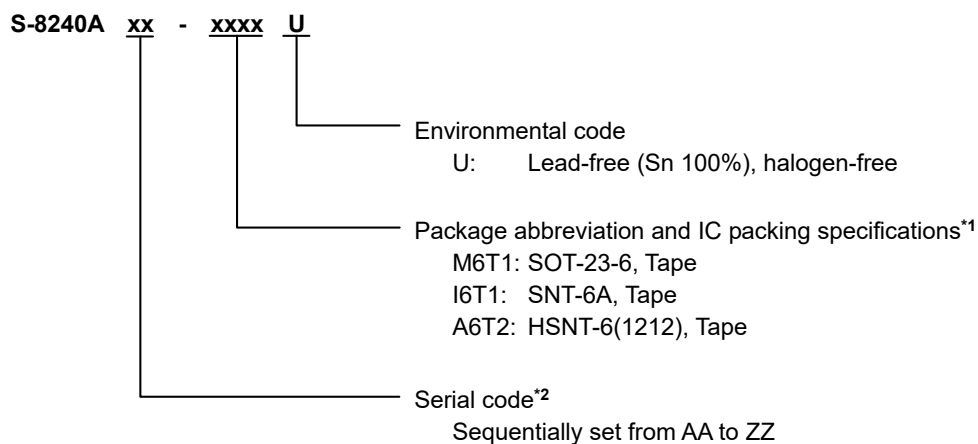 S-8240A xx - xxxx U
Environmental code
U: Lead-free (Sn 100%), halogen-free
Package abbreviation and IC packing specifications*1
M6T1: SOT-23-6, Tape
I6T1: SNT-6A, Tape
A6T2: HSNT-6(1212), Tape
Serial code*2
Sequentially set from AA to ZZ